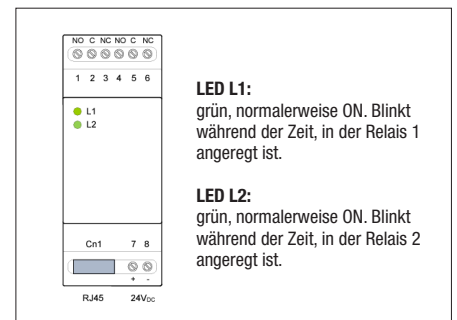 NO C NC NO C NC
1 2 3 4 5 6
L1
L2
Cn1 7 8
+ -
RJ45 24VDC
LED L1:
grün, normalerweise ON. Blinkt
während der Zeit, in der Relais 1
angeregt ist.
LED L2:
grün, normalerweise ON. Blinkt
während der Zeit, in der Relais 2
angeregt ist.